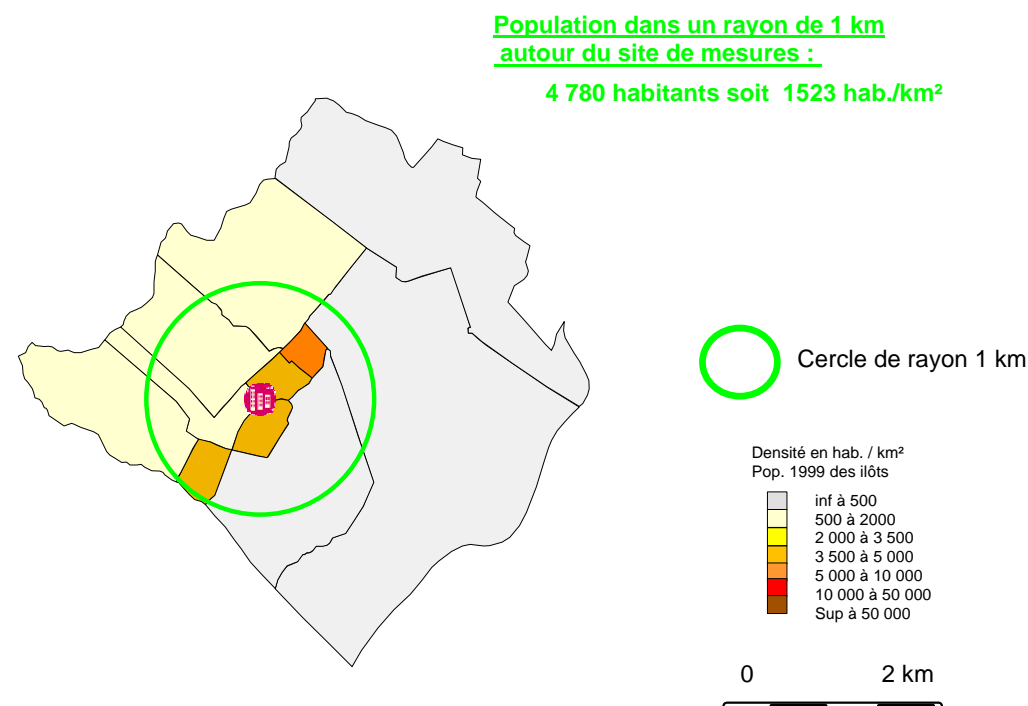 Population dans un rayon de 1 km
autour du site de mesures :
4 780 habitants soit 1523 hab./km²
Cercle de rayon 1 km
Densité en hab. / km²
Pop. 1999 des ilôts
inf à 500
500 à 2000
2 000 à 3 500
3 500 à 5 000
5 000 à 10 000
10 000 à 50 000
Sup à 50 000
0 2 km